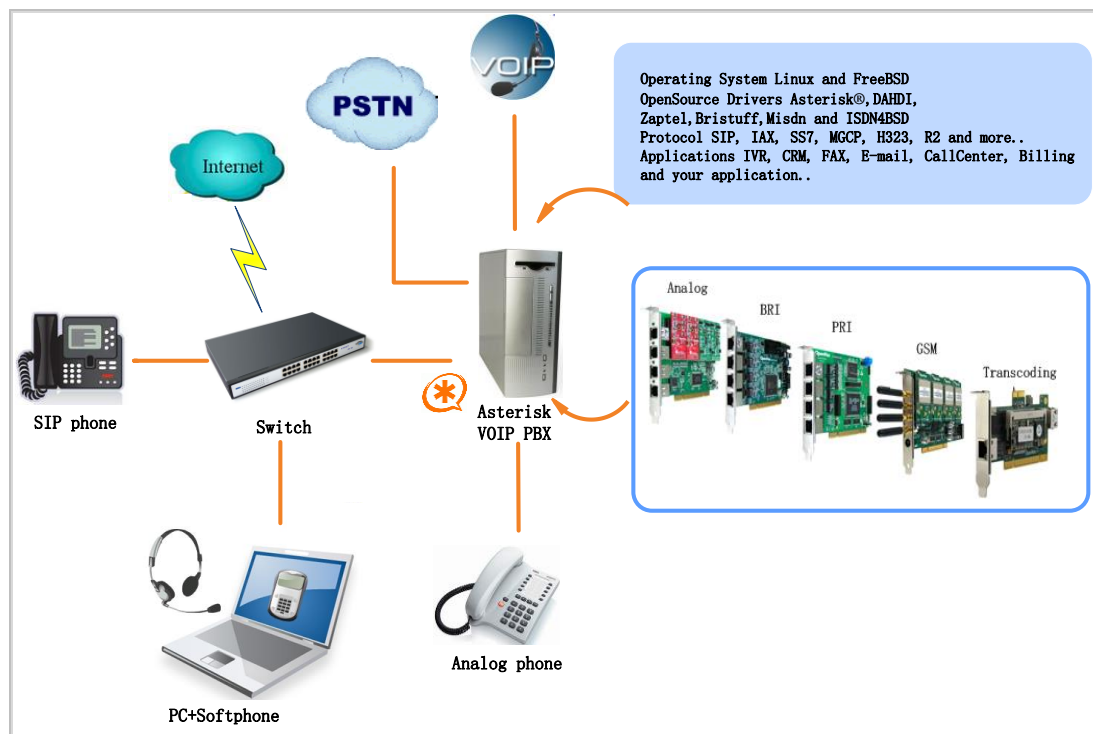 VOIP
PSTN
Internet
Operating System Linux and FreeBSD
OpenSource Drivers Asterisk®,DAHDI,
Zaptel,Bristuff,Misdn and ISDN4BSD
Protocol SIP, IAX, SS7, MGCP, H323, R2 and more..
Applications IVR, CRM, FAX, E-mail, CallCenter, Billing
and your application..
Analog
BRI
PRI
GSM
Transcoding
SIP phone
Switch
Asterisk
VOIP PBX
Analog phone
PC+Softphone